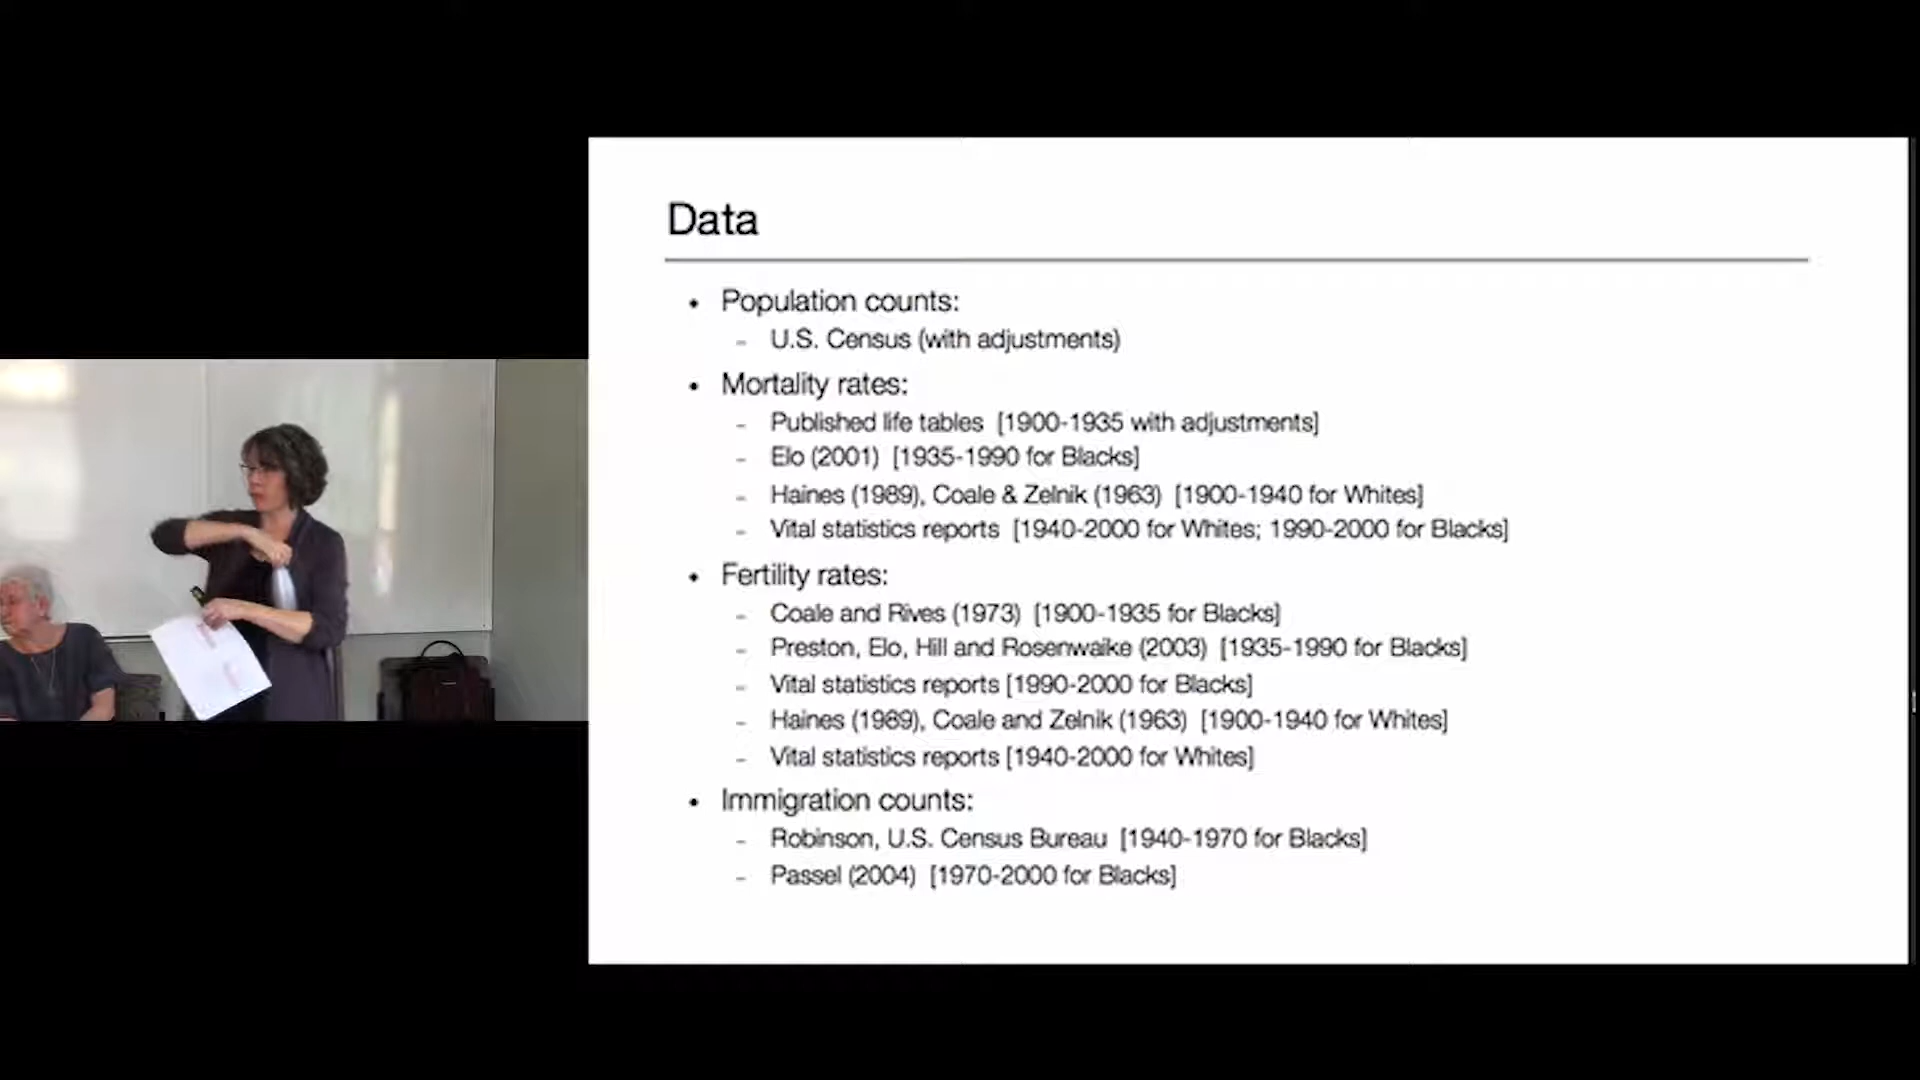 Data
• Population counts:
- U.S. Census (with adjustments)
• Mortality rates:
- Published life tables [1900-1935 with adjustments]
- Elo (2001) [1935-1990 for Blacks]
- Haines (1989), Coale & Zelnik (1963) [1900-1940 for Whites]
- Vital statistics reports [1940-2000 for Whites; 1990-2000 for Blacks]
• Fertility rates:
- Coale and Rives (1973) [1900-1935 for Blacks]
- Preston, Elo, Hill and Rosenwaike (2003) [1935-1990 for Blacks]
- Vital statistics reports [1990-2000 for Blacks]
- Haines (1989), Coale and Zelnik (1963) [1900-1940 for Whites]
- Vital statistics reports [1940-2000 for Whites]
• Immigration counts:
- Robinson, U.S. Census Bureau [1940-1970 for Blacks]
- Passel (2004) [1970-2000 for Blacks]